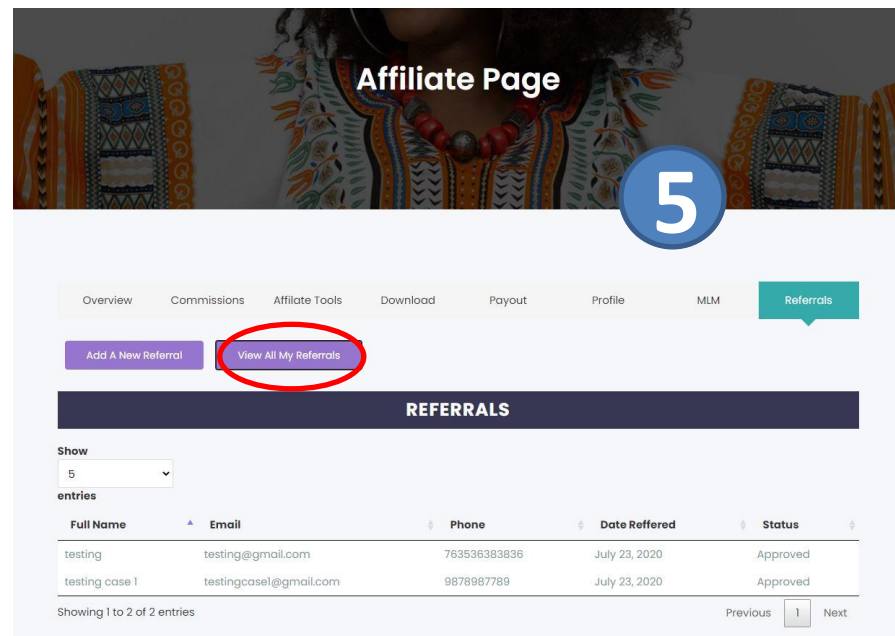 Affiliate Page
5
Overview Commissions Affilate Tools Download Payout Profile MLM Referrals
Add A New Referral View All My Referrals
REFERRALS
Show
5
entries
Full Name Email Phone Date Reffered Status
testing testing@gmail.com 763536383836 July 23, 2020 Approved
testing case 1 testingcase1@gmail.com 9878987789 July 23, 2020 Approved
Showing 1 to 2 of 2 entries Previous 1 Next